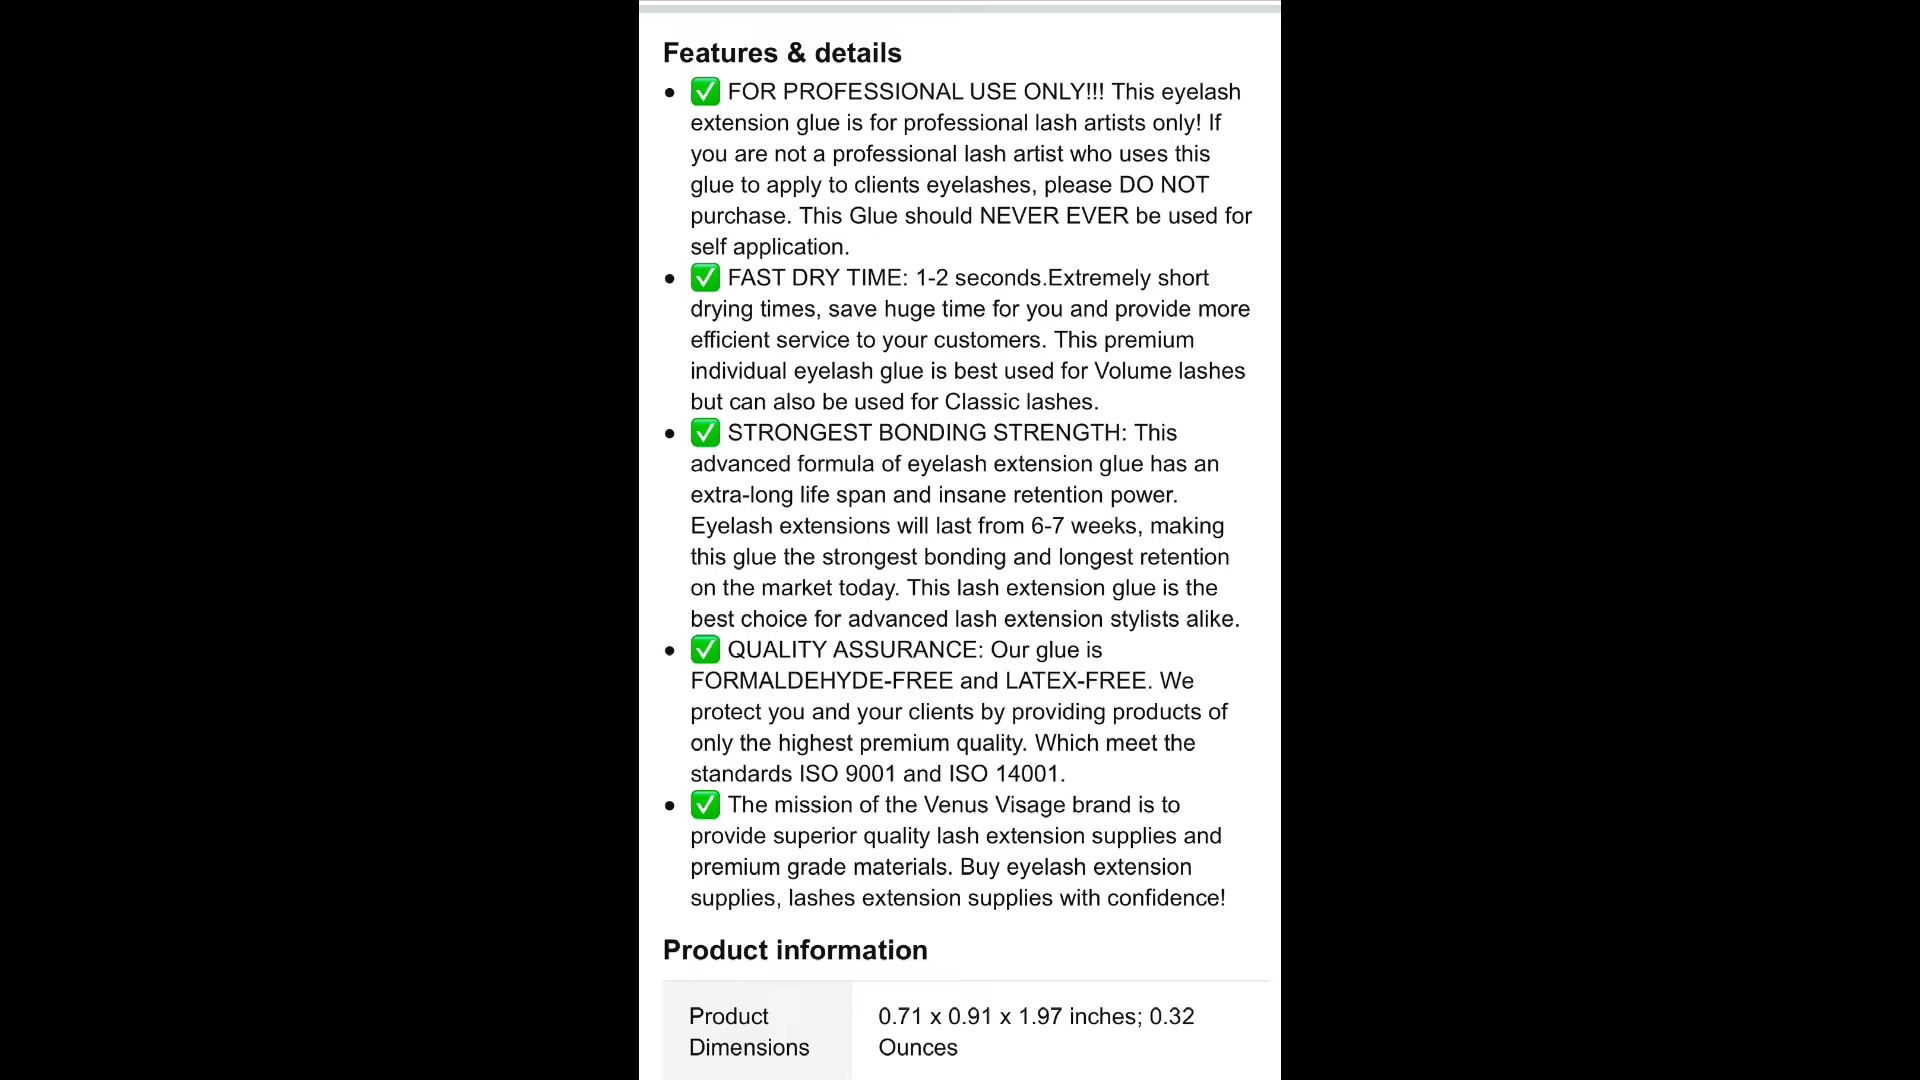 Features & details
• ✅ FOR PROFESSIONAL USE ONLY!!! This eyelash
extension glue is for professional lash artists only! If
you are not a professional lash artist who uses this
glue to apply to clients eyelashes, please DO NOT
purchase. This Glue should NEVER EVER be used for
self application.
• ✅ FAST DRY TIME: 1-2 seconds.Extremely short
drying times, save huge time for you and provide more
efficient service to your customers. This premium
individual eyelash glue is best used for Volume lashes
but can also be used for Classic lashes.
• ✅ STRONGEST BONDING STRENGTH: This
advanced formula of eyelash extension glue has an
extra-long life span and insane retention power.
Eyelash extensions will last from 6-7 weeks, making
this glue the strongest bonding and longest retention
on the market today. This lash extension glue is the
best choice for advanced lash extension stylists alike.
• ✅ QUALITY ASSURANCE: Our glue is
FORMALDEHYDE-FREE and LATEX-FREE. We
protect you and your clients by providing products of
only the highest premium quality. Which meet the
standards ISO 9001 and ISO 14001.
• ✅ The mission of the Venus Visage brand is to
provide superior quality lash extension supplies and
premium grade materials. Buy eyelash extension
supplies, lashes extension supplies with confidence!
Product information
Product 0.71 x 0.91 x 1.97 inches; 0.32
Dimensions Ounces